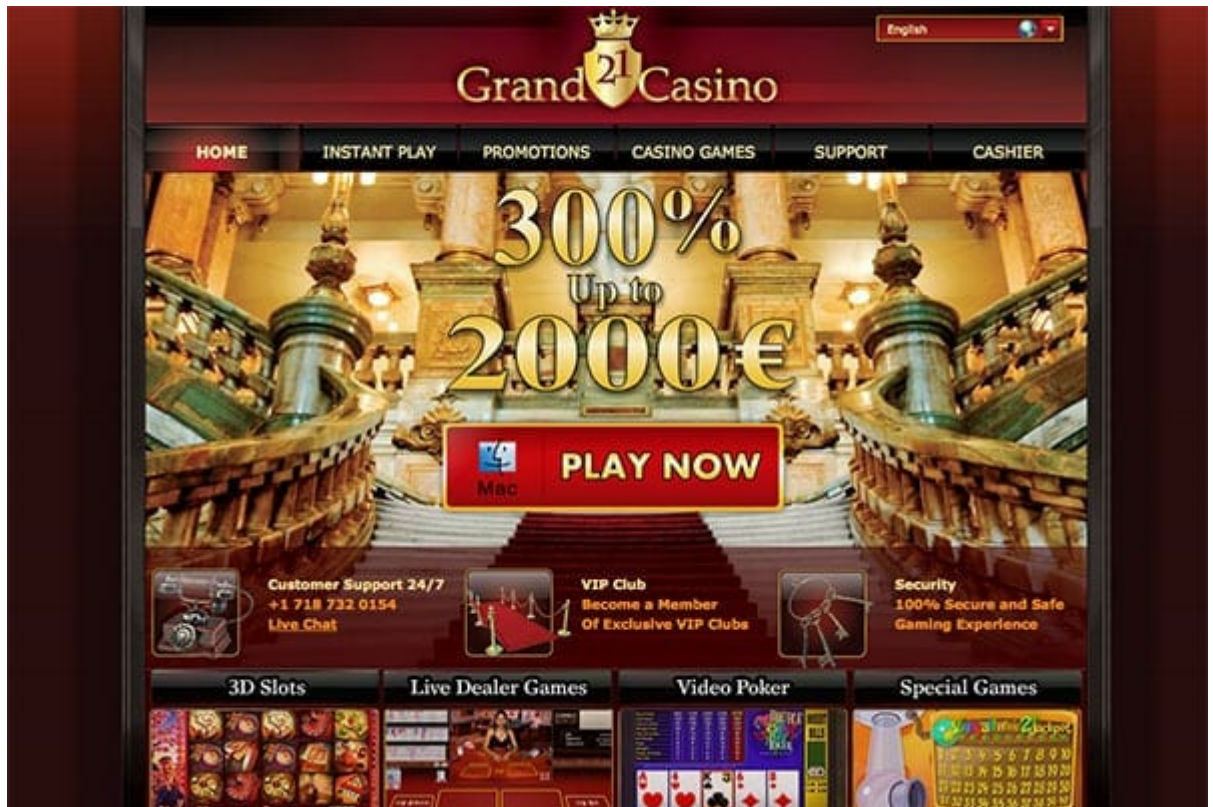 English
Grand 21 Casino
HOME INSTANT PLAY PROMOTIONS CASINO GAMES SUPPORT CASHIER
300%
Up to
2000€
Mac PLAY NOW
Customer Support 24/7
+1 718 732 0154
Live Chat
VIP Club
Become a Member
Of Exclusive VIP Clubs
Security
100% Secure and Safe
Gaming Experience
3D Slots Live Dealer Games Video Poker Special Games